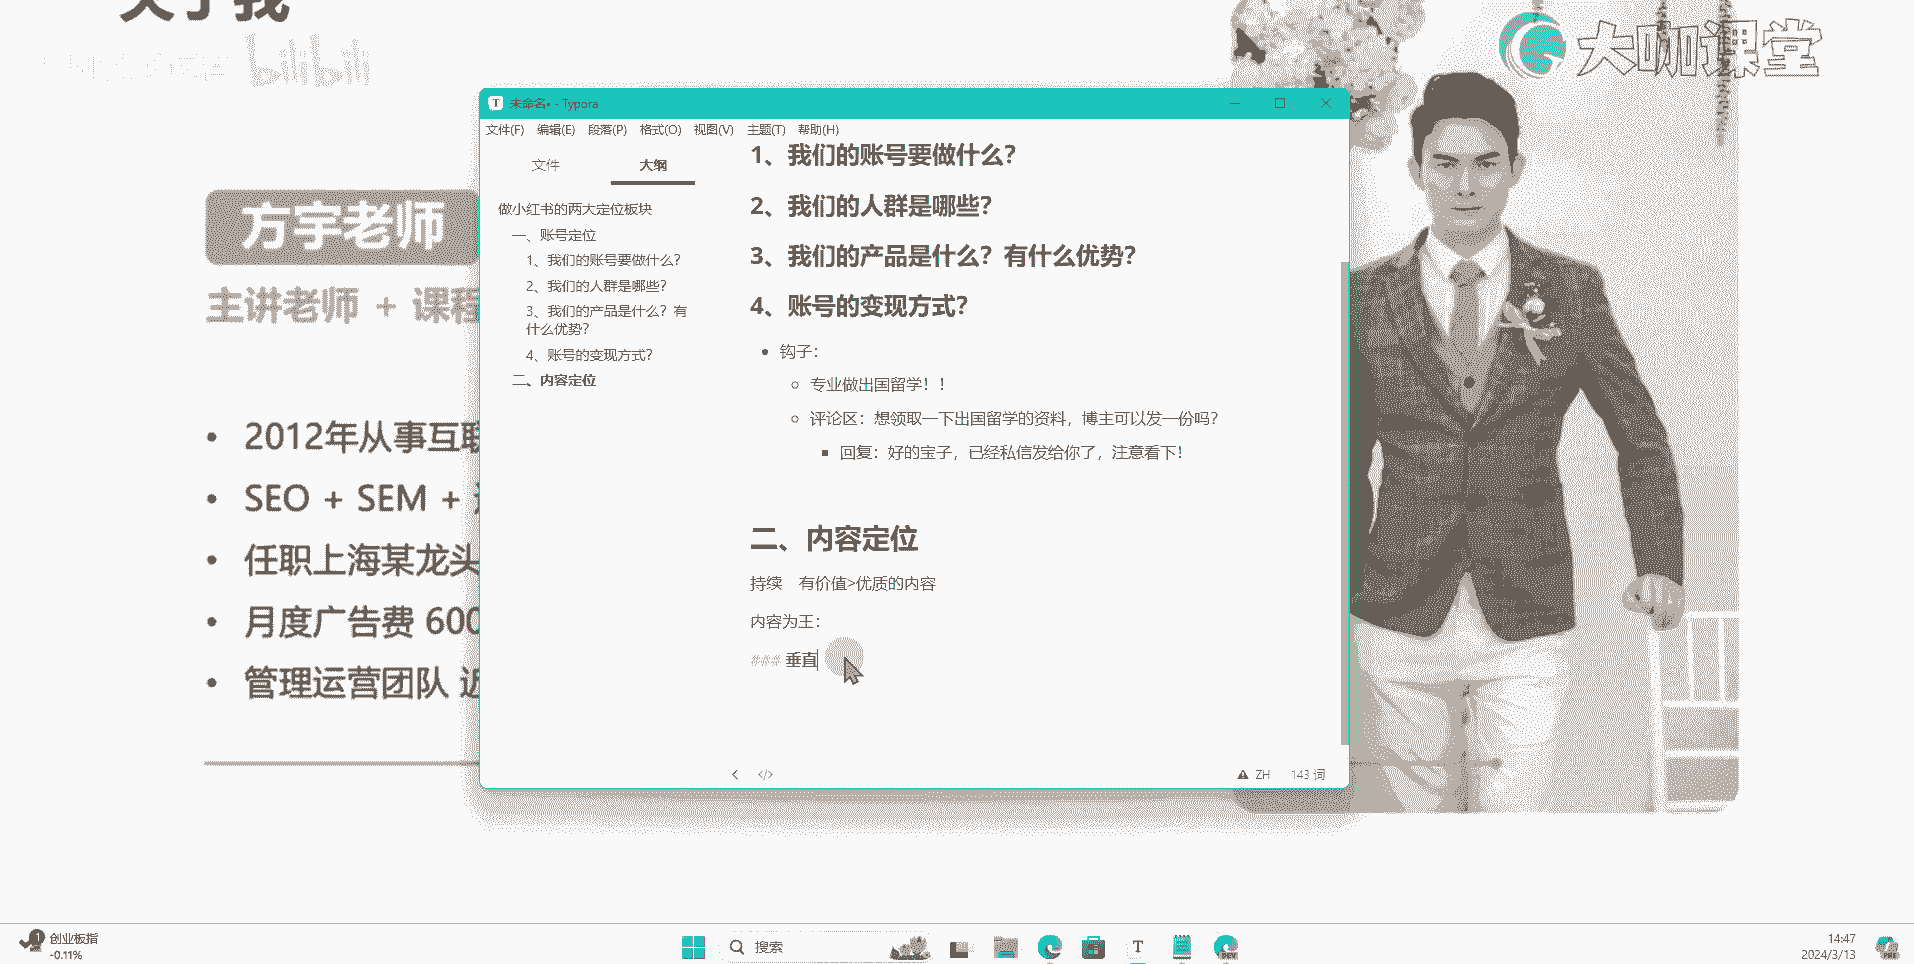 关于我
bilibili
大咖课堂
方宇老师
主讲老师 + 课程
2012年从事互联
SEO + SEM +
任职上海某龙头
月度广告费 600
管理运营团队 近
未命名• - Typora
文件(F) 编辑(E) 段落(P) 格式(O) 视图(V) 主题(T) 帮助(H)
文件 大纲
做小红书的两大定位板块
一、账号定位
1、我们的账号要做什么？
2、我们的人群是哪些？
3、我们的产品是什么？有
什么优势？
4、账号的变现方式？
二、内容定位
1、我们的账号要做什么？
2、我们的人群是哪些？
3、我们的产品是什么？有什么优势？
4、账号的变现方式？
钩子：
专业做出国留学！！
评论区：想领取一下出国留学的资料，博主可以发一份吗？
回复：好的宝子，已经私信发给你了，注意看下！
二、内容定位
持续 有价值>优质的内容
内容为王：
### 垂直
ZH 143 词
创业板指
-0.11%
搜索
14:47
2024/3/13